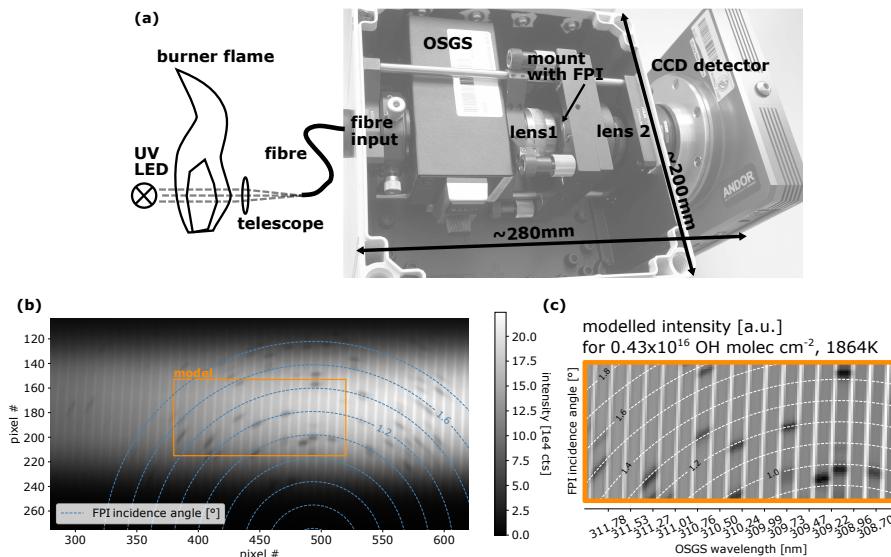 (a)
burner flame
UV
LED
fibre
telescope
fibre
input
OSGS
mount
with FPI
lens1
lens 2
CCD detector
ANDOR
~280mm
~200mm
(b)
model
1.6
1.2
120
140
160
180
200
220
240
260
pixel #
FPI incidence angle [°]
300
350
400
450
500
550
600
pixel #
20.0
17.5
15.0
12.5
10.0
7.5
5.0
2.5
0.0
intensity [1e4 cts]
(c)
modelled intensity [a.u.]
for 0.43x10¹⁶ OH molec cm⁻², 1864K
FPI incidence angle [°]
1.8
1.6
1.4
1.2
1.0
311.78
311.53
311.27
311.01
310.76
310.50
310.24
309.99
309.73
309.47
309.22
308.96
308.70
OSGS wavelength [nm]